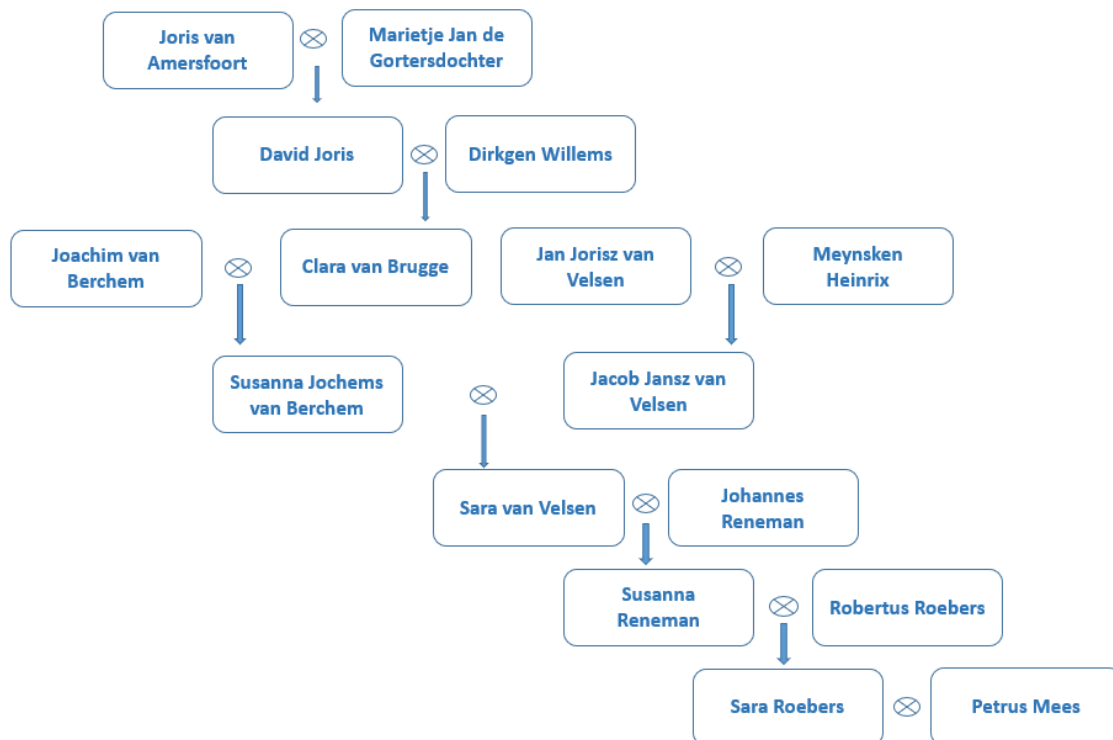 Joris van
Amersfoort
Marietje Jan de
Gortersdochter
David Joris
Dirkgen Willems
Joachim van
Berchem
Clara van Brugge
Jan Jorisz van
Velsen
Meynsken
Heinrix
Susanna Jochems
van Berchem
Jacob Jansz van
Velsen
Sara van Velsen
Johannes
Reneman
Susanna
Reneman
Robertus Roebers
Sara Roebers
Petrus Mees